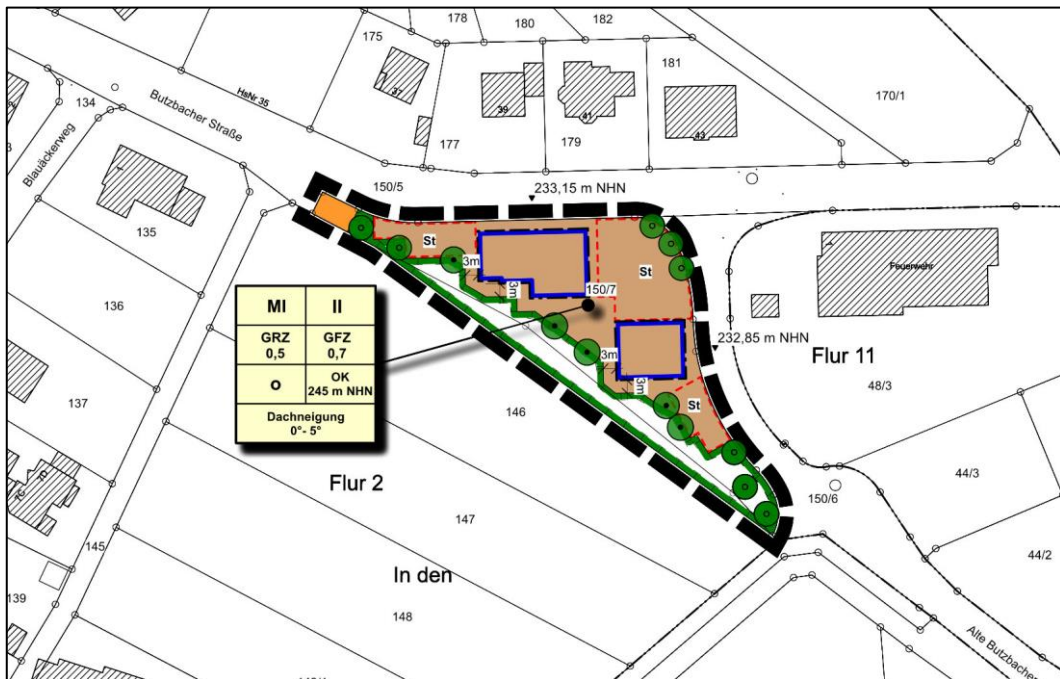 178
180
182
175
181
170/1
134
HsNr 35
37
39
41
43
Butzbacher Straße
177
179
Blauäckerweg
150/5
233,15 m NHN
135
St
3m
St
Feuerwehr
136
3m
150/7
MI II
GRZ GFZ
0,5 0,7
o OK
245 m NHN
Dachneigung
0°- 5°
232,85 m NHN
3m
Flur 11
3m
48/3
137
146
St
Flur 2
44/3
150/6
147
145
In den
44/2
139
148
Alte Butzbacher